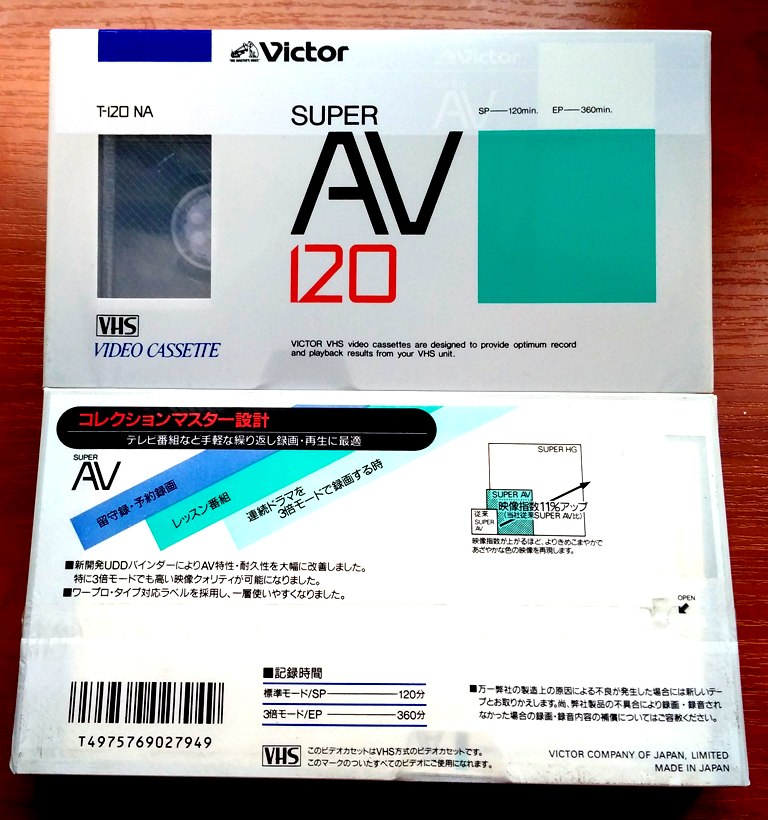 "HIS MASTER'S VOICE" Victor
T-120 NA
SUPER
AV
120
SP——120min. EP——360min.
VHS
VIDEO CASSETTE
VICTOR VHS video cassettes are designed to provide optimum record
and playback results from your VHS unit.
コレクションマスター設計
テレビ番組など手軽な繰り返し録画・再生に最適
SUPER
AV
留守録・予約録画
レッスン番組
連続ドラマを
3倍モードで録画する時
SUPER HG
SUPER AV
従来
SUPER
AV
映像指数11%アップ
(当社従来SUPER AV比)
映像指数が上がるほど、よりきめこまやかで
あざやかな色の映像を再現します。
■新開発UDDバインダーによりAV特性・耐久性を大幅に改善しました。
特に3倍モードでも高い映像クォリティが可能になりました。
■ワープロ・タイプ対応ラベルを採用し、一層使いやすくなりました。
OPEN
T4975769027949
■記録時間
標準モード/SP————120分
3倍モード/EP————360分
VHS
このビデオカセットはVHS方式のビデオカセットです。
このマークのついたすべてのビデオにご使用になれます。
■万一弊社の製造上の原因による不良が発生した場合には新しいテー
プとお取りかえします。尚、弊社製品の不具合により録画・録音され
なかった場合の録画・録音内容の補償についてはご容赦ください。
VICTOR COMPANY OF JAPAN, LIMITED
MADE IN JAPAN